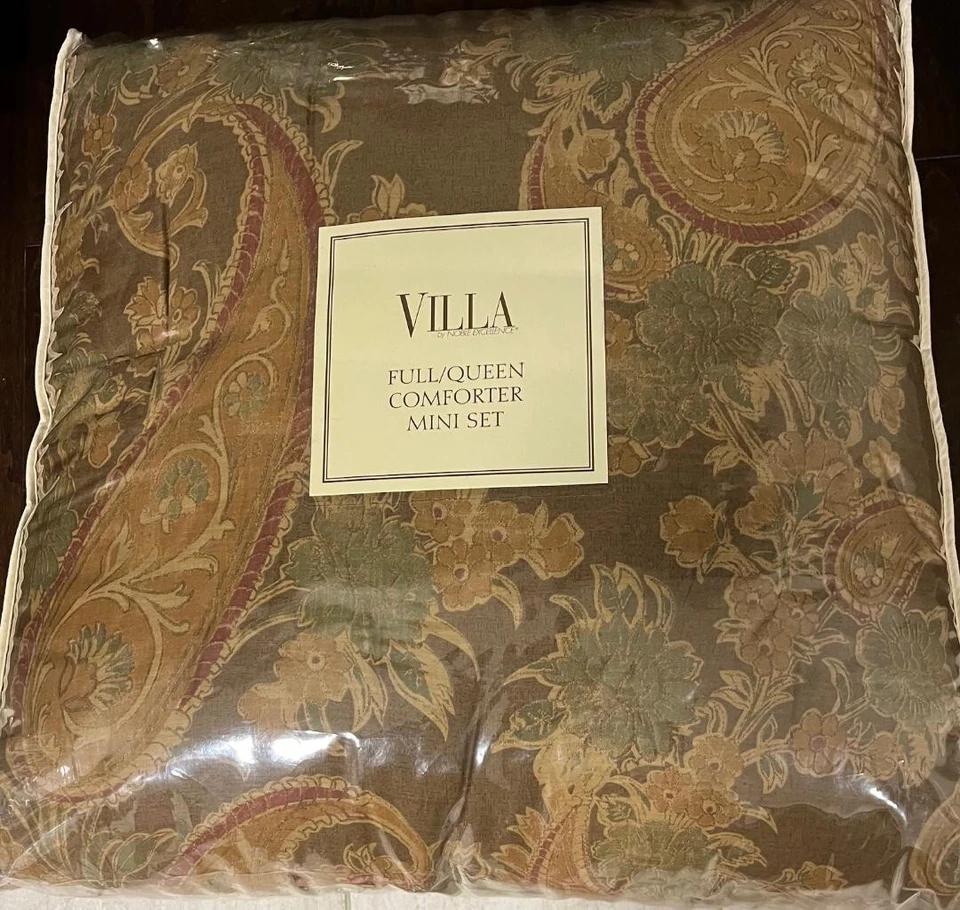 VILLA
by NOBLE EXCELLENCE®
FULL/QUEEN
COMFORTER
MINI SET